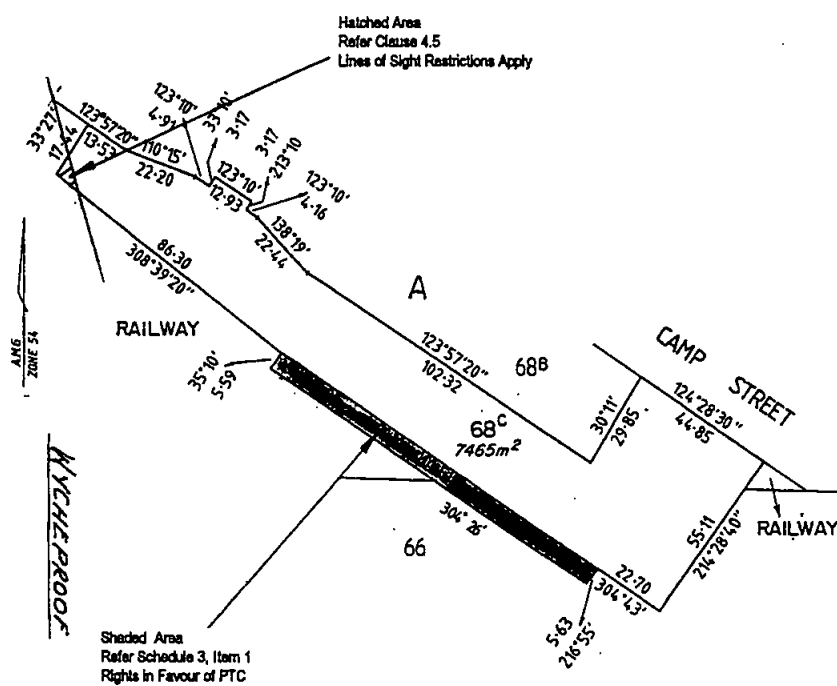 Hatched Area
Refer Clause 4.5
Lines of Sight Restrictions Apply
33°27'
17·44
123°57'20"
13·53
110°15'
22·20
123°10'
4·91
33°10'
3·17
123°10'
12·93
3·17
213°10
123°10'
4·16
138°19'
22·44
86·30
308°39'20"
RAILWAY
A.M.G
ZONE 54
A
123°57'20"
102·32
68B
CAMP STREET
124°28'30"
44·85
30°11'
29·85
35°10'
5·59
68C
7465m²
304°26'
66
RAILWAY
55·11
214°28'40"
22·70
304°43'
5·63
216°55'
WYCHEPROOF
Shaded Area
Refer Schedule 3, Item 1
Rights in Favour of PTC